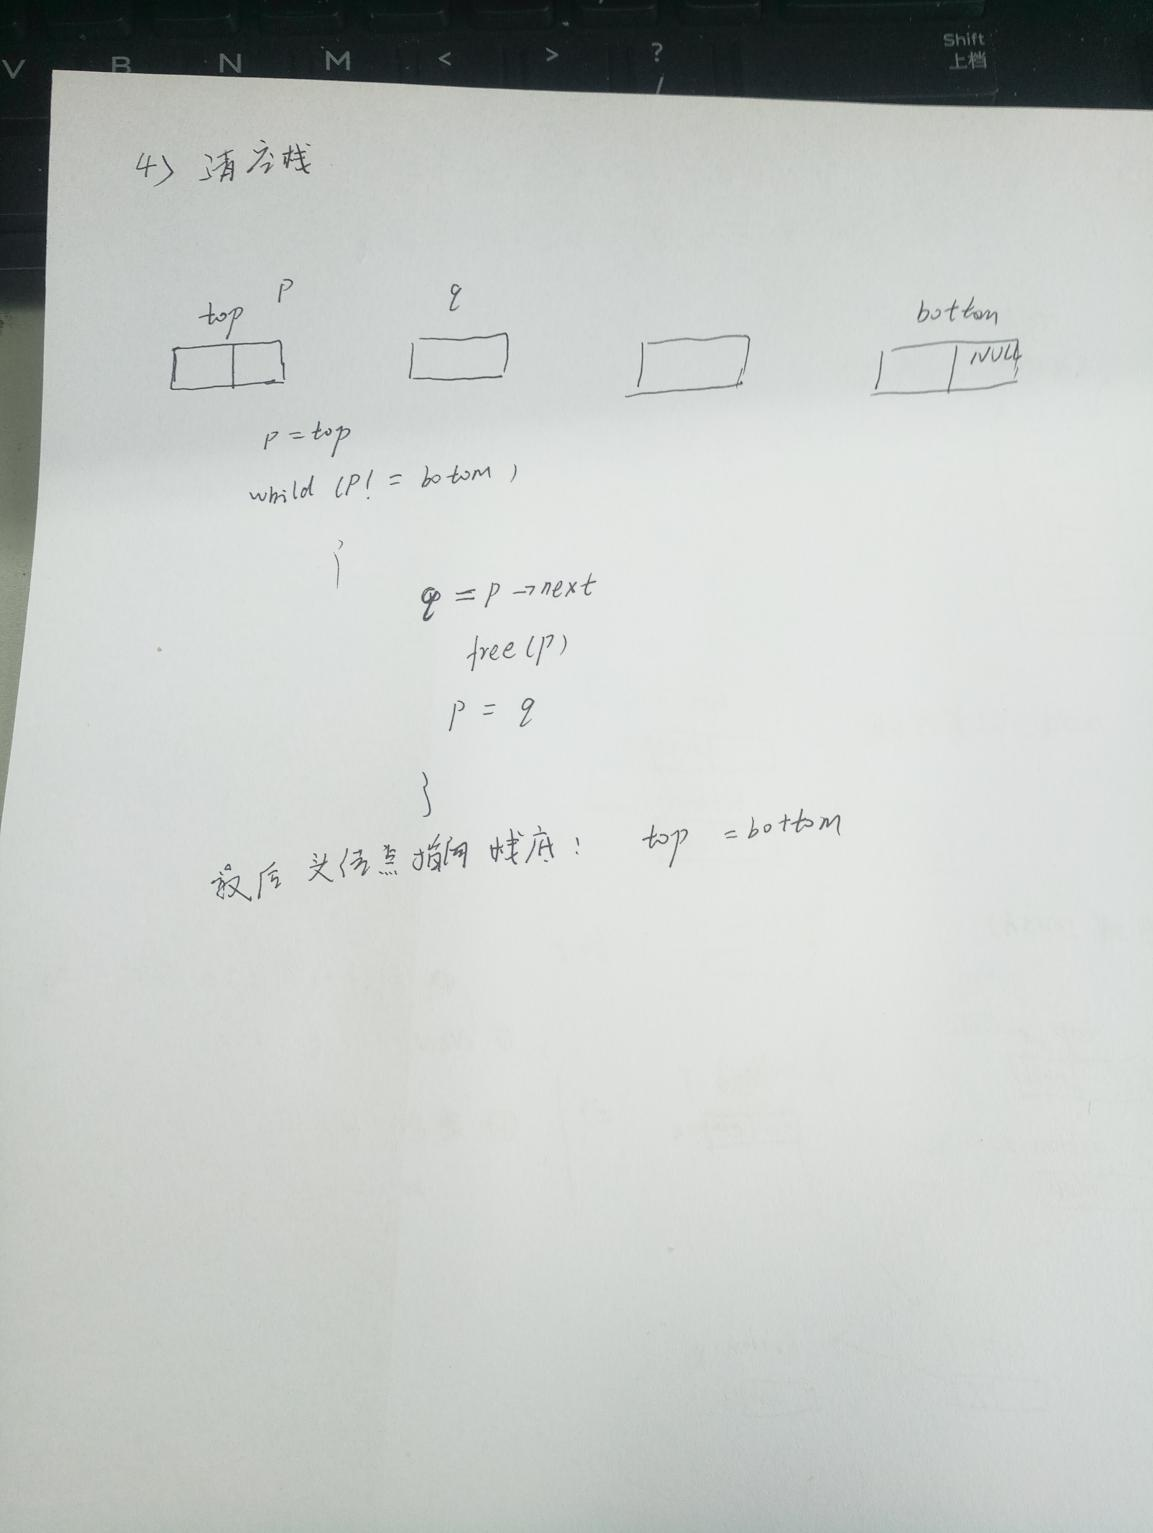 V B N M < > ? /
Shift
上档
4) 清空栈
top p q bottom
NULL
p = top
whild (P! = botom)
{
q = p →next
free(p)
p = q
}
最后 头结点指向 栈底: top = bottom